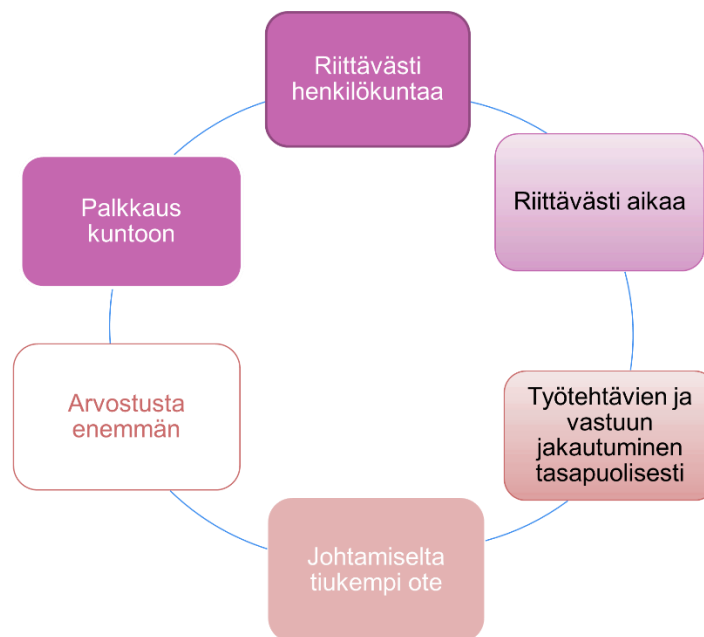 Riittävästi
henkilökuntaa
Riittävästi aikaa
Työtehtävien ja
vastuun
jakautuminen
tasapuolisesti
Johtamiselta
tiukempi ote
Arvostusta
enemmän
Palkkaus
kuntoon